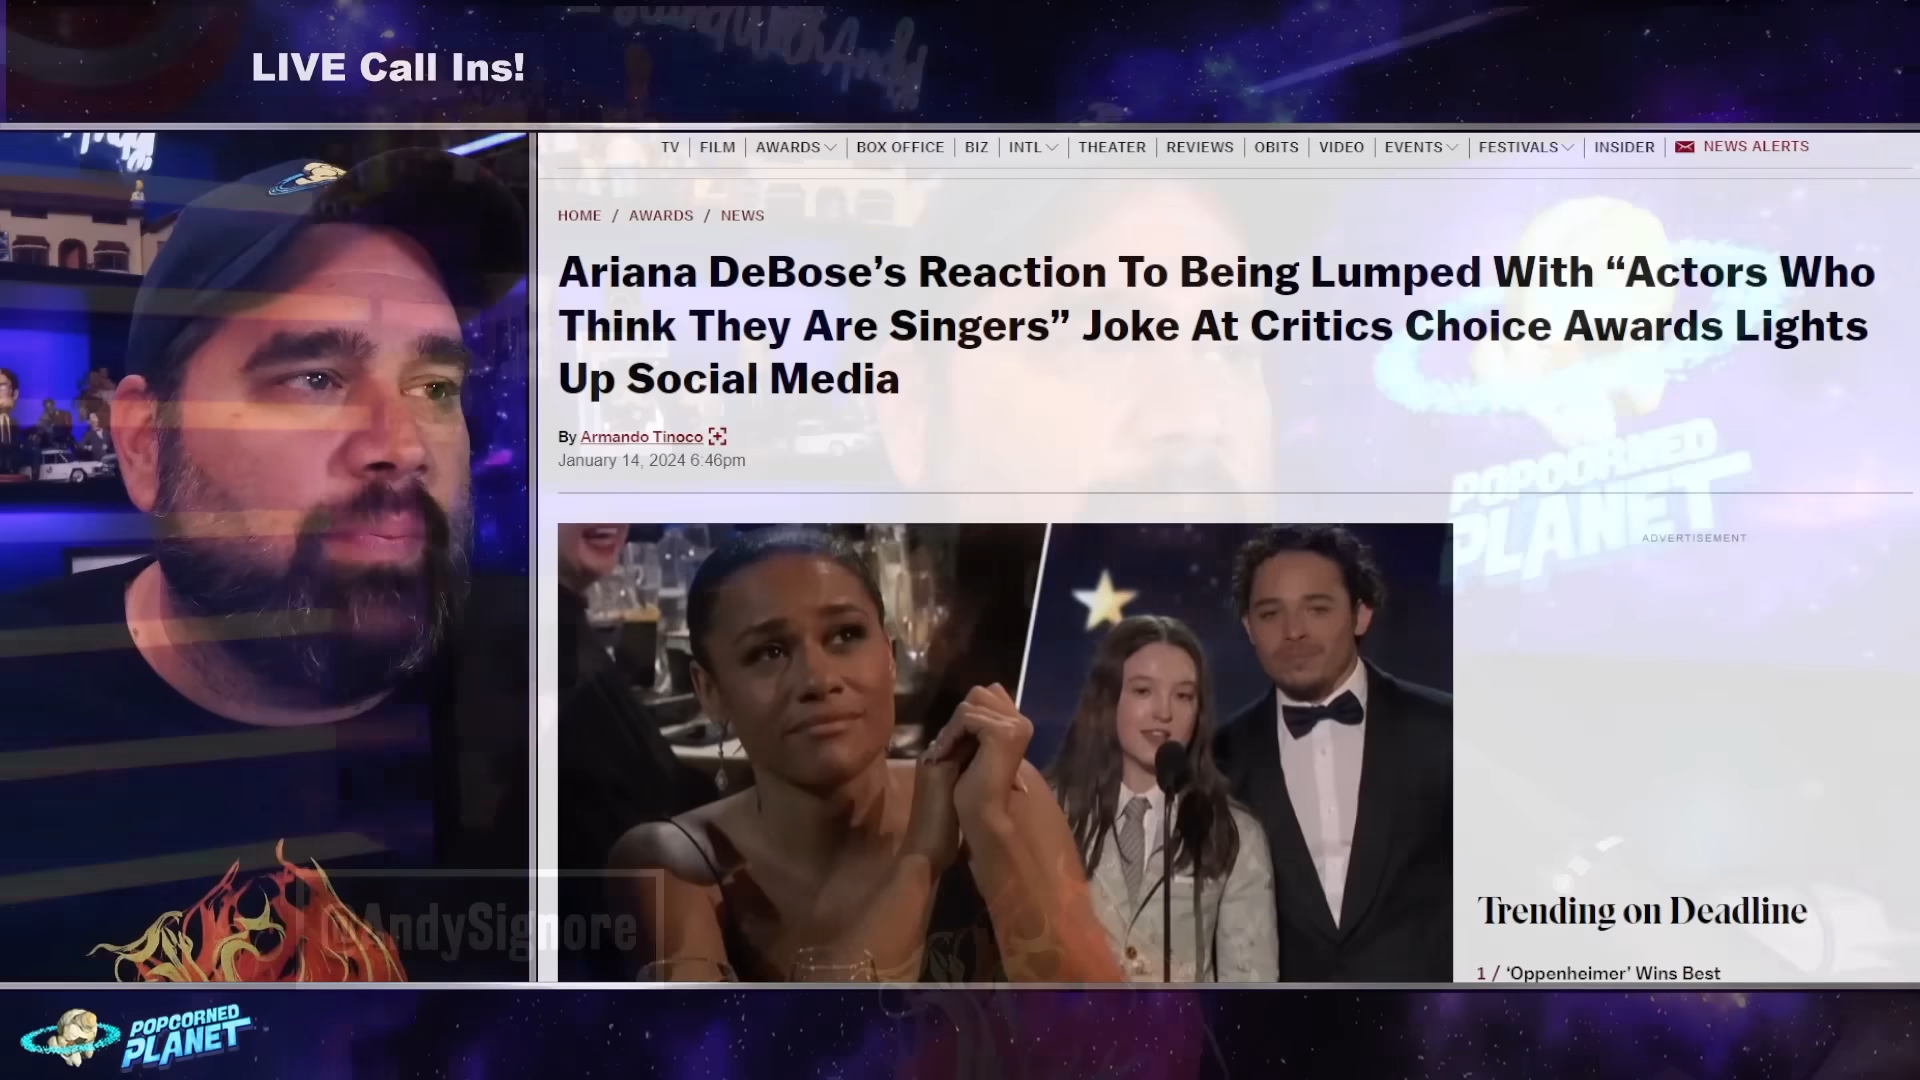 LIVE Call Ins!
TV FILM AWARDS BOX OFFICE BIZ INTL THEATER REVIEWS OBITS VIDEO EVENTS FESTIVALS INSIDER NEWS ALERTS
HOME / AWARDS / NEWS
Ariana DeBose’s Reaction To Being Lumped With “Actors Who
Think They Are Singers” Joke At Critics Choice Awards Lights
Up Social Media
By Armando Tinoco
January 14, 2024 6:46pm
POPCORNED
PLANET
ADVERTISEMENT
Trending on Deadline
1 / ‘Oppenheimer’ Wins Best
@AndySignore
POPCORNED
PLANET